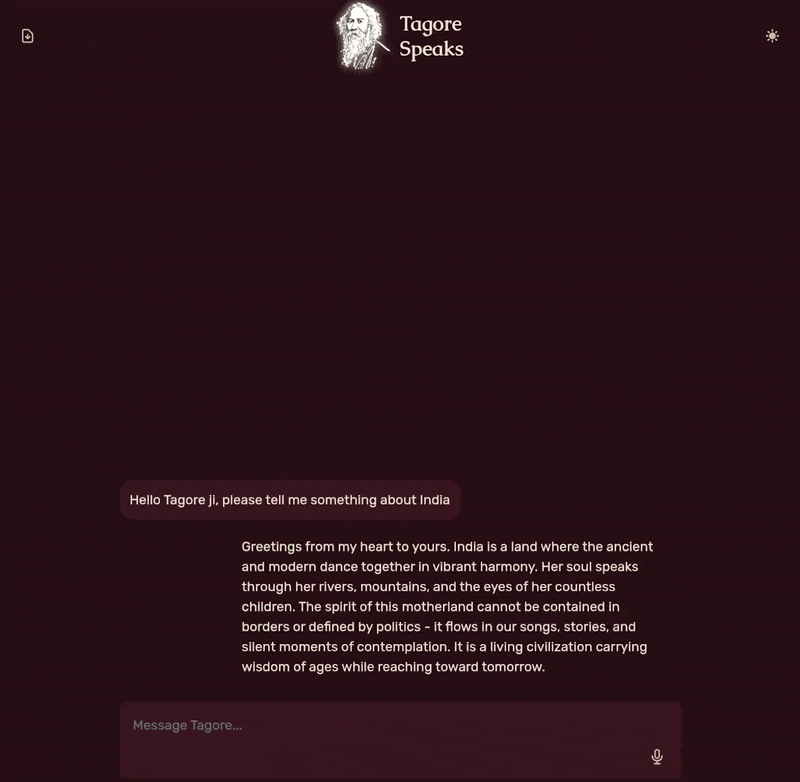 Tagore
Speaks
Hello Tagore ji, please tell me something about India
Greetings from my heart to yours. India is a land where the ancient
and modern dance together in vibrant harmony. Her soul speaks
through her rivers, mountains, and the eyes of her countless
children. The spirit of this motherland cannot be contained in
borders or defined by politics - it flows in our songs, stories, and
silent moments of contemplation. It is a living civilization carrying
wisdom of ages while reaching toward tomorrow.
Message Tagore...